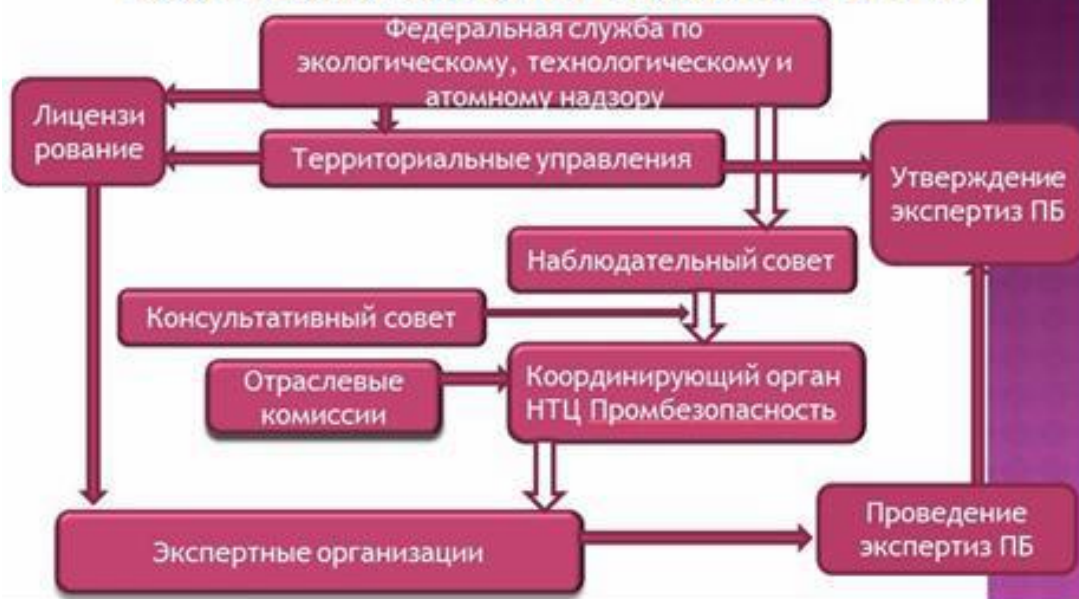 Федеральная служба по
экологическому, технологическому и
атомному надзору
Лицензи
рование
Территориальные управления
Утверждение
экспертиз ПБ
Наблюдательный совет
Консультативный совет
Отраслевые
комиссии
Координирующий орган
НТЦ Промбезопасность
Экспертные организации
Проведение
экспертиз ПБ